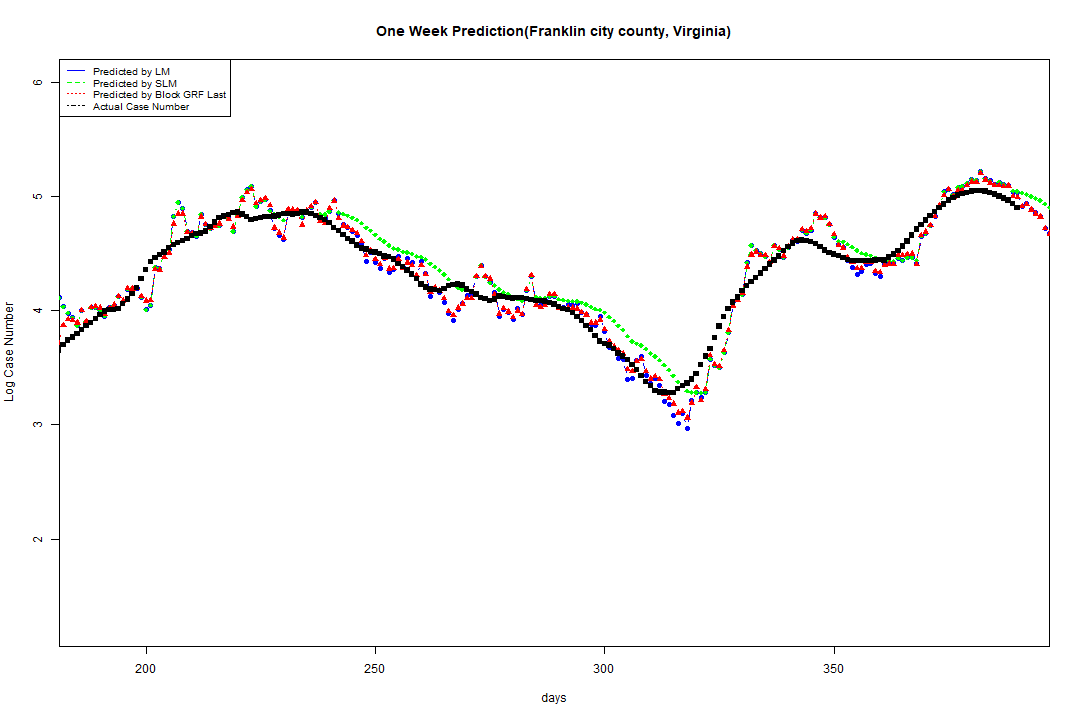 One Week Prediction(Franklin city county, Virginia)
Predicted by LM
Predicted by SLM
Predicted by Block GRF Last
Actual Case Number
6
5
4
3
2
Log Case Number
200 250 300 350
days